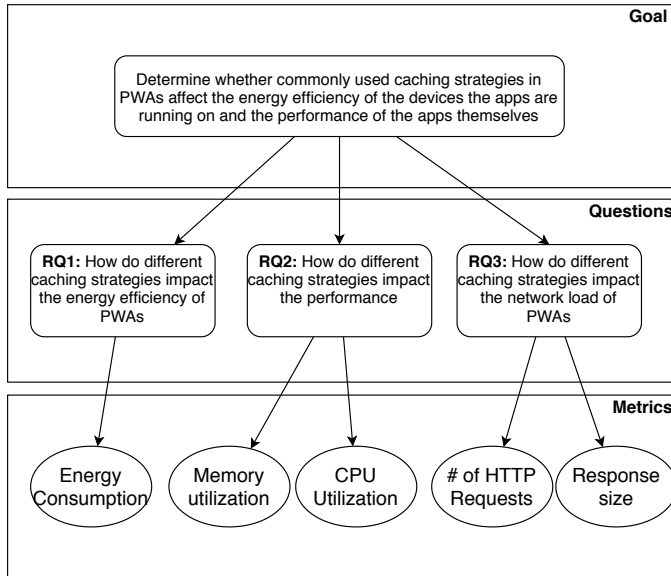 Goal
Determine whether commonly used caching strategies in
PWAs affect the energy efficiency of the devices the apps are
running on and the performance of the apps themselves
Questions
RQ1: How do different
caching strategies impact
the energy efficiency of
PWAs
RQ2: How do different
caching strategies impact
the performance
RQ3: How do different
caching strategies impact
the network load of
PWAs
Metrics
Energy
Consumption
Memory
utilization
CPU
Utilization
# of HTTP
Requests
Response
size